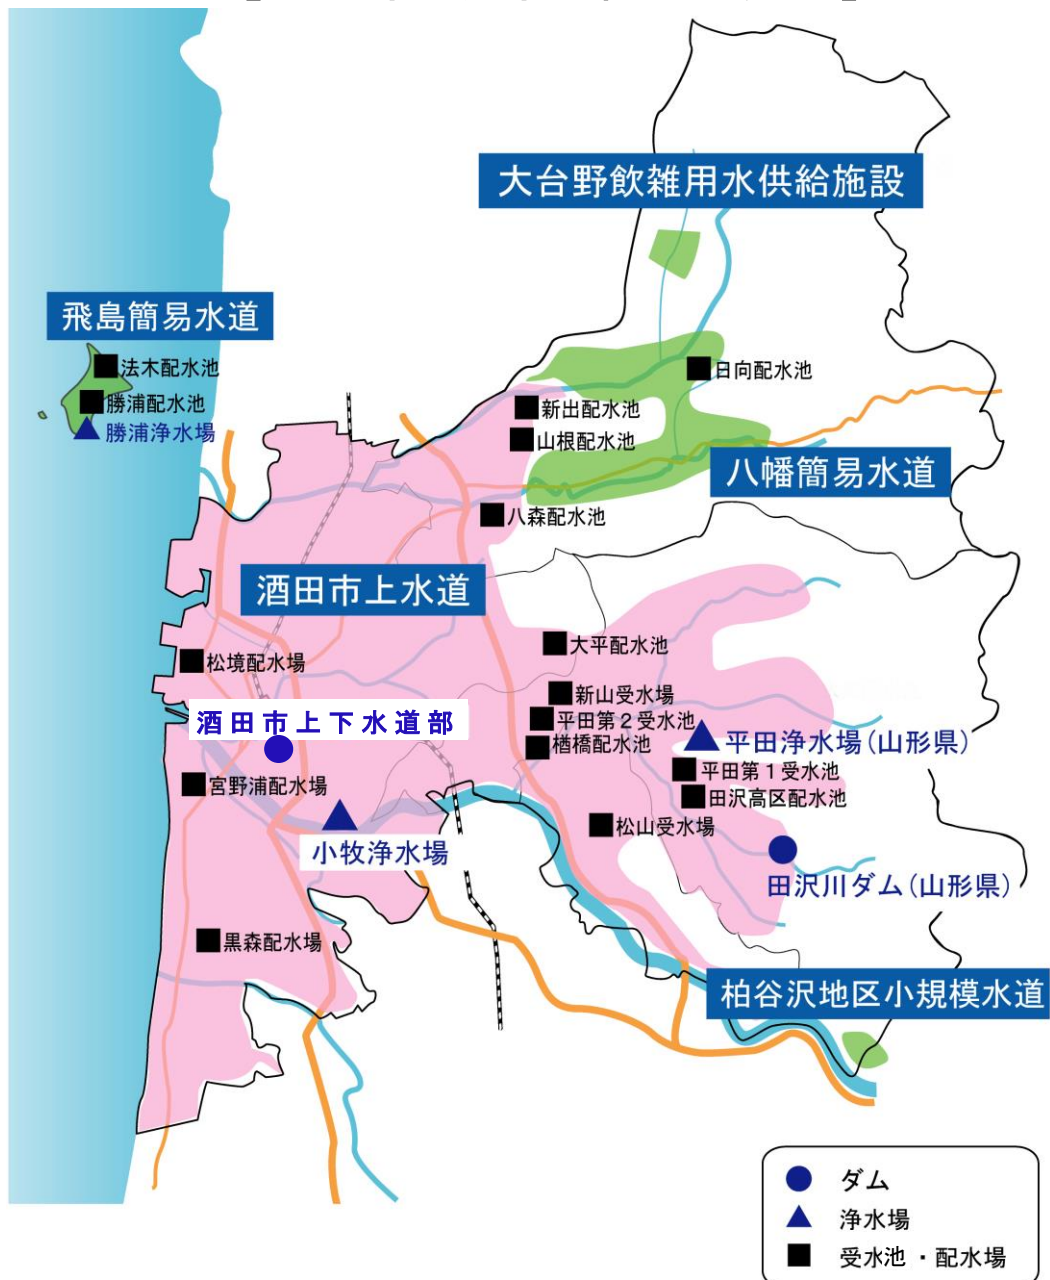 大台野飲雑用水供給施設
飛島簡易水道
法木配水池
勝浦配水池
勝浦浄水場
日向配水池
新出配水池
山根配水池
八幡簡易水道
八森配水池
酒田市上水道
大平配水池
松境配水場
新山受水場
酒田市上下水道部
平田第2受水池
楢橋配水池
平田浄水場(山形県)
平田第1受水池
宮野浦配水場
田沢高区配水池
松山受水場
小牧浄水場
田沢川ダム(山形県)
黒森配水場
柏谷沢地区小規模水道
ダム
浄水場
受水池・配水場